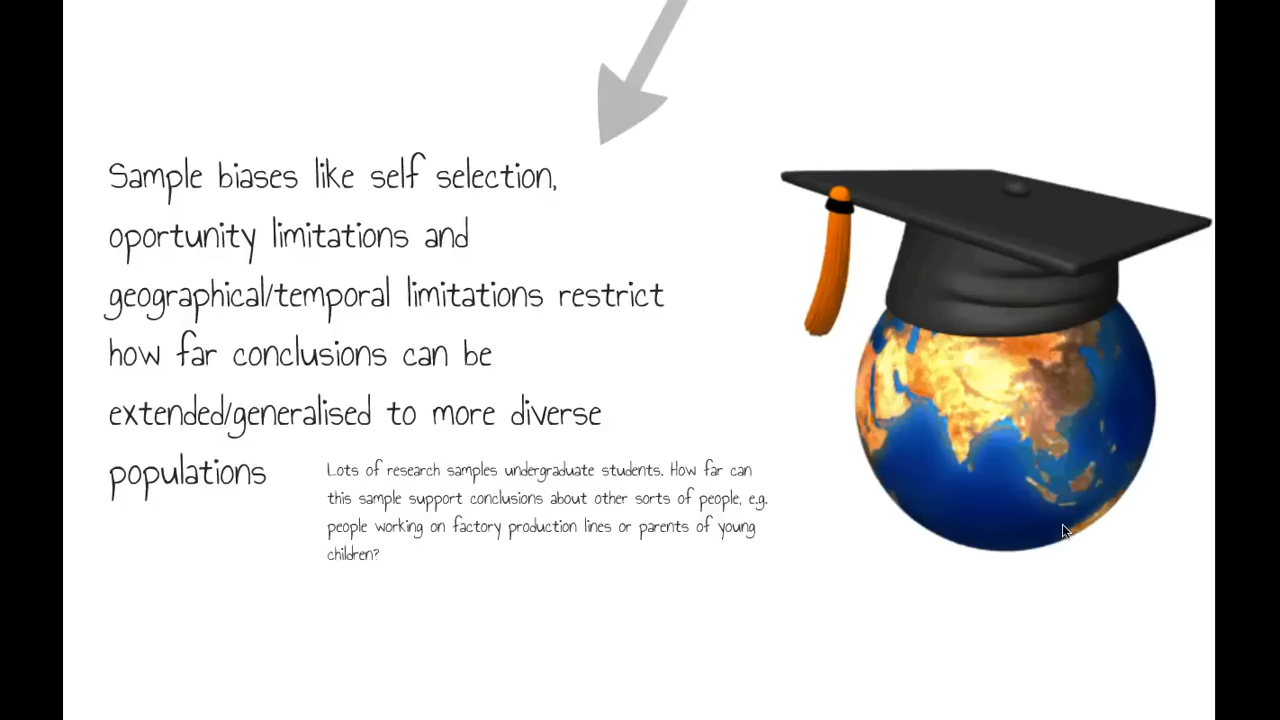 Sample biases like self selection,
oportunity limitations and
geographical/temporal limitations restrict
how far conclusions can be
extended/generalised to more diverse
populations
Lots of research samples undergraduate students. How far can
this sample support conclusions about other sorts of people, e.g.
people working on factory production lines or parents of young
children?